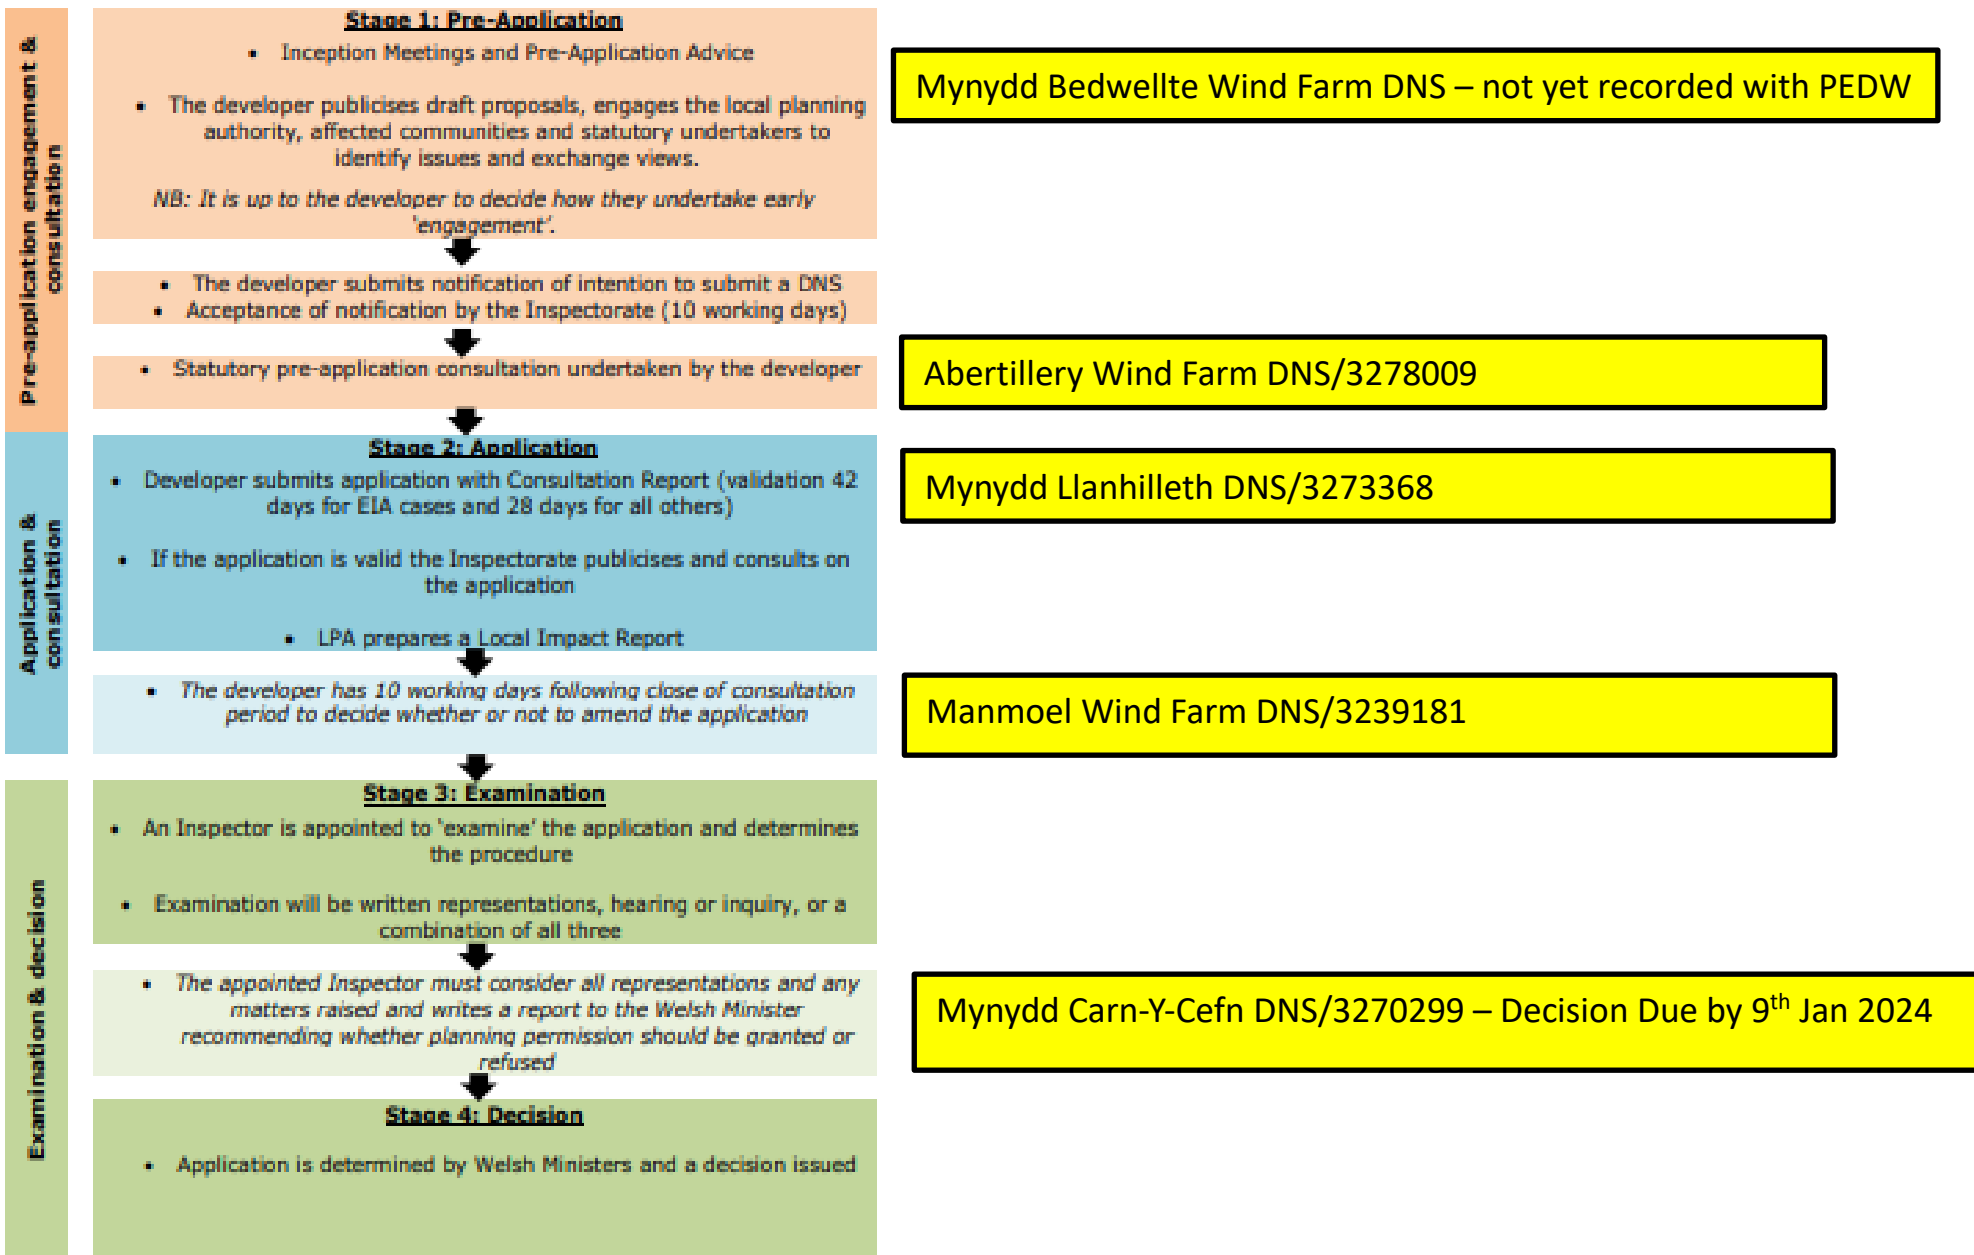 Pre-application engagement &
consultation
Stage 1: Pre-Application
• Inception Meetings and Pre-Application Advice
• The developer publicises draft proposals, engages the local planning
authority, affected communities and statutory undertakers to
identify issues and exchange views.
NB: It is up to the developer to decide how they undertake early
'engagement'.
Mynydd Bedwellte Wind Farm DNS – not yet recorded with PEDW
• The developer submits notification of intention to submit a DNS
• Acceptance of notification by the Inspectorate (10 working days)
• Statutory pre-application consultation undertaken by the developer
Abertillery Wind Farm DNS/3278009
Application &
consultation
Stage 2: Application
• Developer submits application with Consultation Report (validation 42
days for EIA cases and 28 days for all others)
• If the application is valid the Inspectorate publicises and consults on
the application
• LPA prepares a Local Impact Report
Mynydd Llanhilleth DNS/3273368
• The developer has 10 working days following close of consultation
period to decide whether or not to amend the application
Manmoel Wind Farm DNS/3239181
Examination & decision
Stage 3: Examination
• An Inspector is appointed to 'examine' the application and determines
the procedure
• Examination will be written representations, hearing or inquiry, or a
combination of all three
• The appointed Inspector must consider all representations and any
matters raised and writes a report to the Welsh Minister
recommending whether planning permission should be granted or
refused
Mynydd Carn-Y-Cefn DNS/3270299 – Decision Due by 9th Jan 2024
Stage 4: Decision
• Application is determined by Welsh Ministers and a decision issued